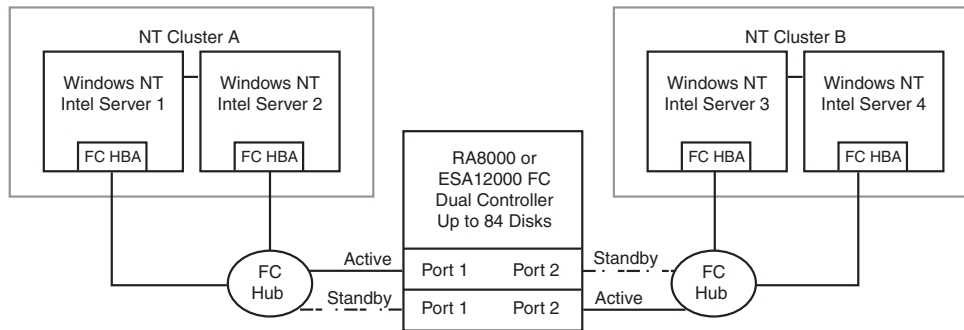 NT Cluster A
Windows NT
Intel Server 1
FC HBA
Windows NT
Intel Server 2
FC HBA
NT Cluster B
Windows NT
Intel Server 3
FC HBA
Windows NT
Intel Server 4
FC HBA
RA8000 or
ESA12000 FC
Dual Controller
Up to 84 Disks
FC
Hub
Active
Standby
Port 1
Port 2
Port 1
Port 2
Standby
Active
FC
Hub